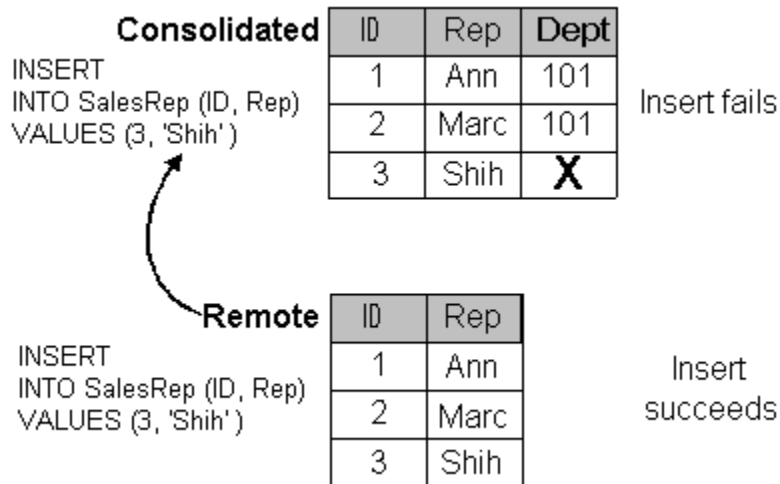 Consolidated
INSERT
INTO SalesRep (ID, Rep)
VALUES (3, 'Shih' )
ID Rep Dept
1 Ann 101
2 Marc 101
3 Shih X
Insert fails
Remote
INSERT
INTO SalesRep (ID, Rep)
VALUES (3, 'Shih' )
ID Rep
1 Ann
2 Marc
3 Shih
Insert
succeeds